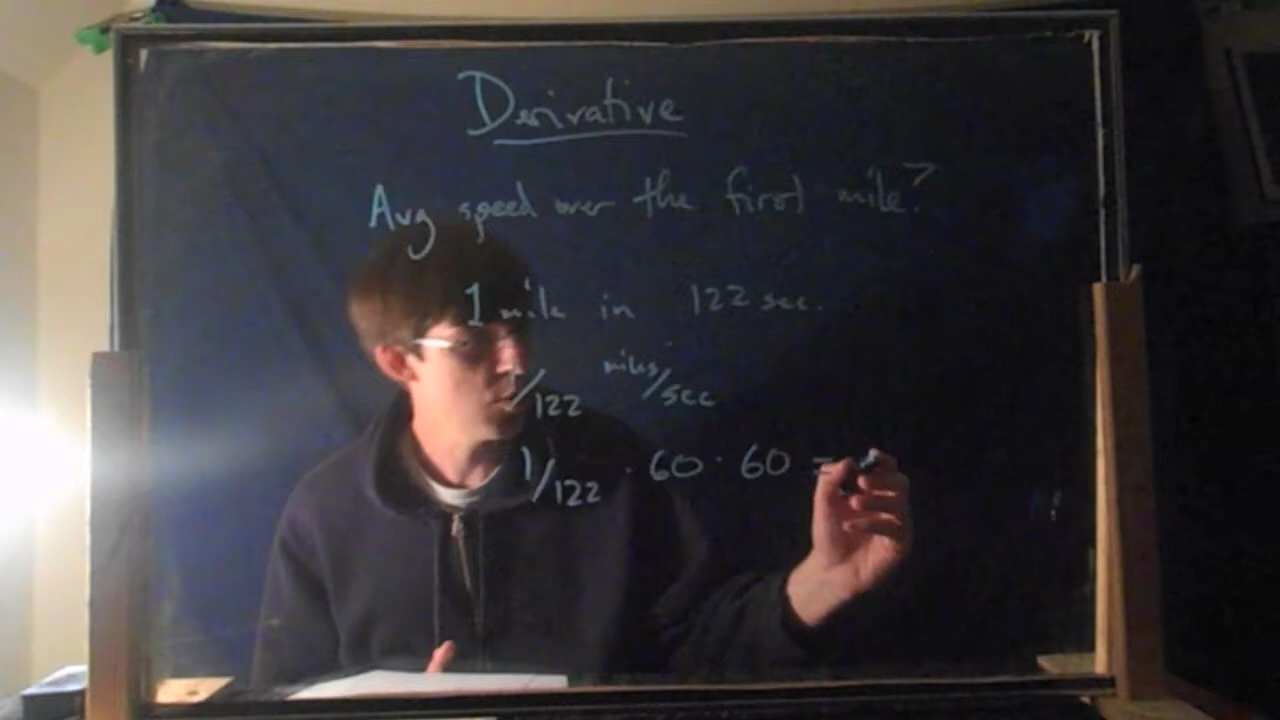 Derivative
Avg speed over the first mile?
1 mile in 122 sec.
1/122 miles/sec
1/122 · 60 · 60 =